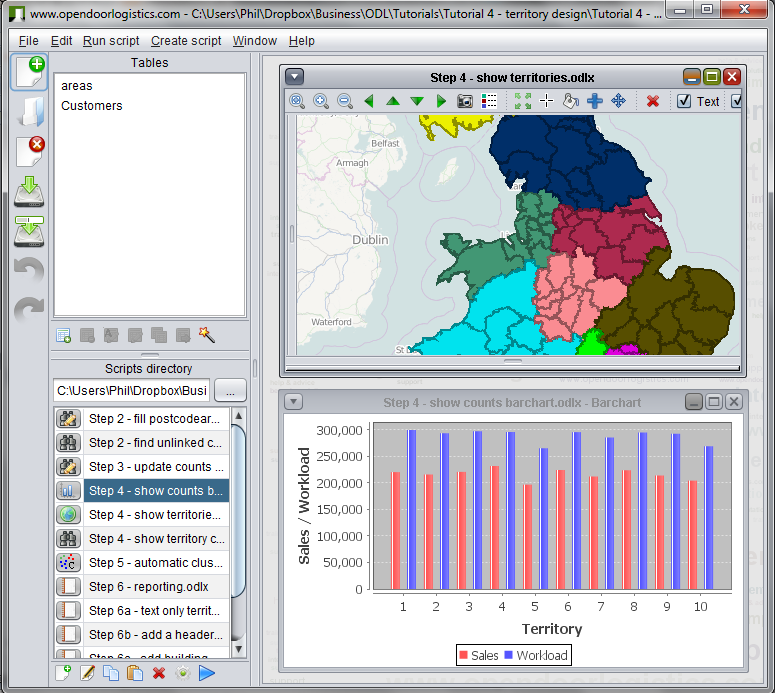 www.opendoorlogistics.com - C:\Users\Phil\Dropbox\Business\ODL\Tutorials\Tutorial 4 - territory design\Tutorial 4 - ...
File Edit Run script Create script Window Help
Tables
areas
Customers
Scripts directory
C:\Users\Phil\Dropbox\Busi
...
Step 2 - fill postcodear...
Step 2 - find unlinked c...
Step 3 - update counts ...
Step 4 - show counts b...
Step 4 - show territorie...
Step 4 - show territory c...
Step 5 - automatic clus...
Step 6 - reporting.odlx
Step 6a - text only territ...
Step 6b - add a header...
Step 6c - add building
Step 4 - show territories.odlx
Text
Belfast
Armagh
Dublin
Waterford
St D
Step 4 - show counts barchart.odlx - Barchart
Sales / Workload
300,000
250,000
200,000
150,000
100,000
50,000
0
1 2 3 4 5 6 7 8 9 10
Territory
Sales Workload